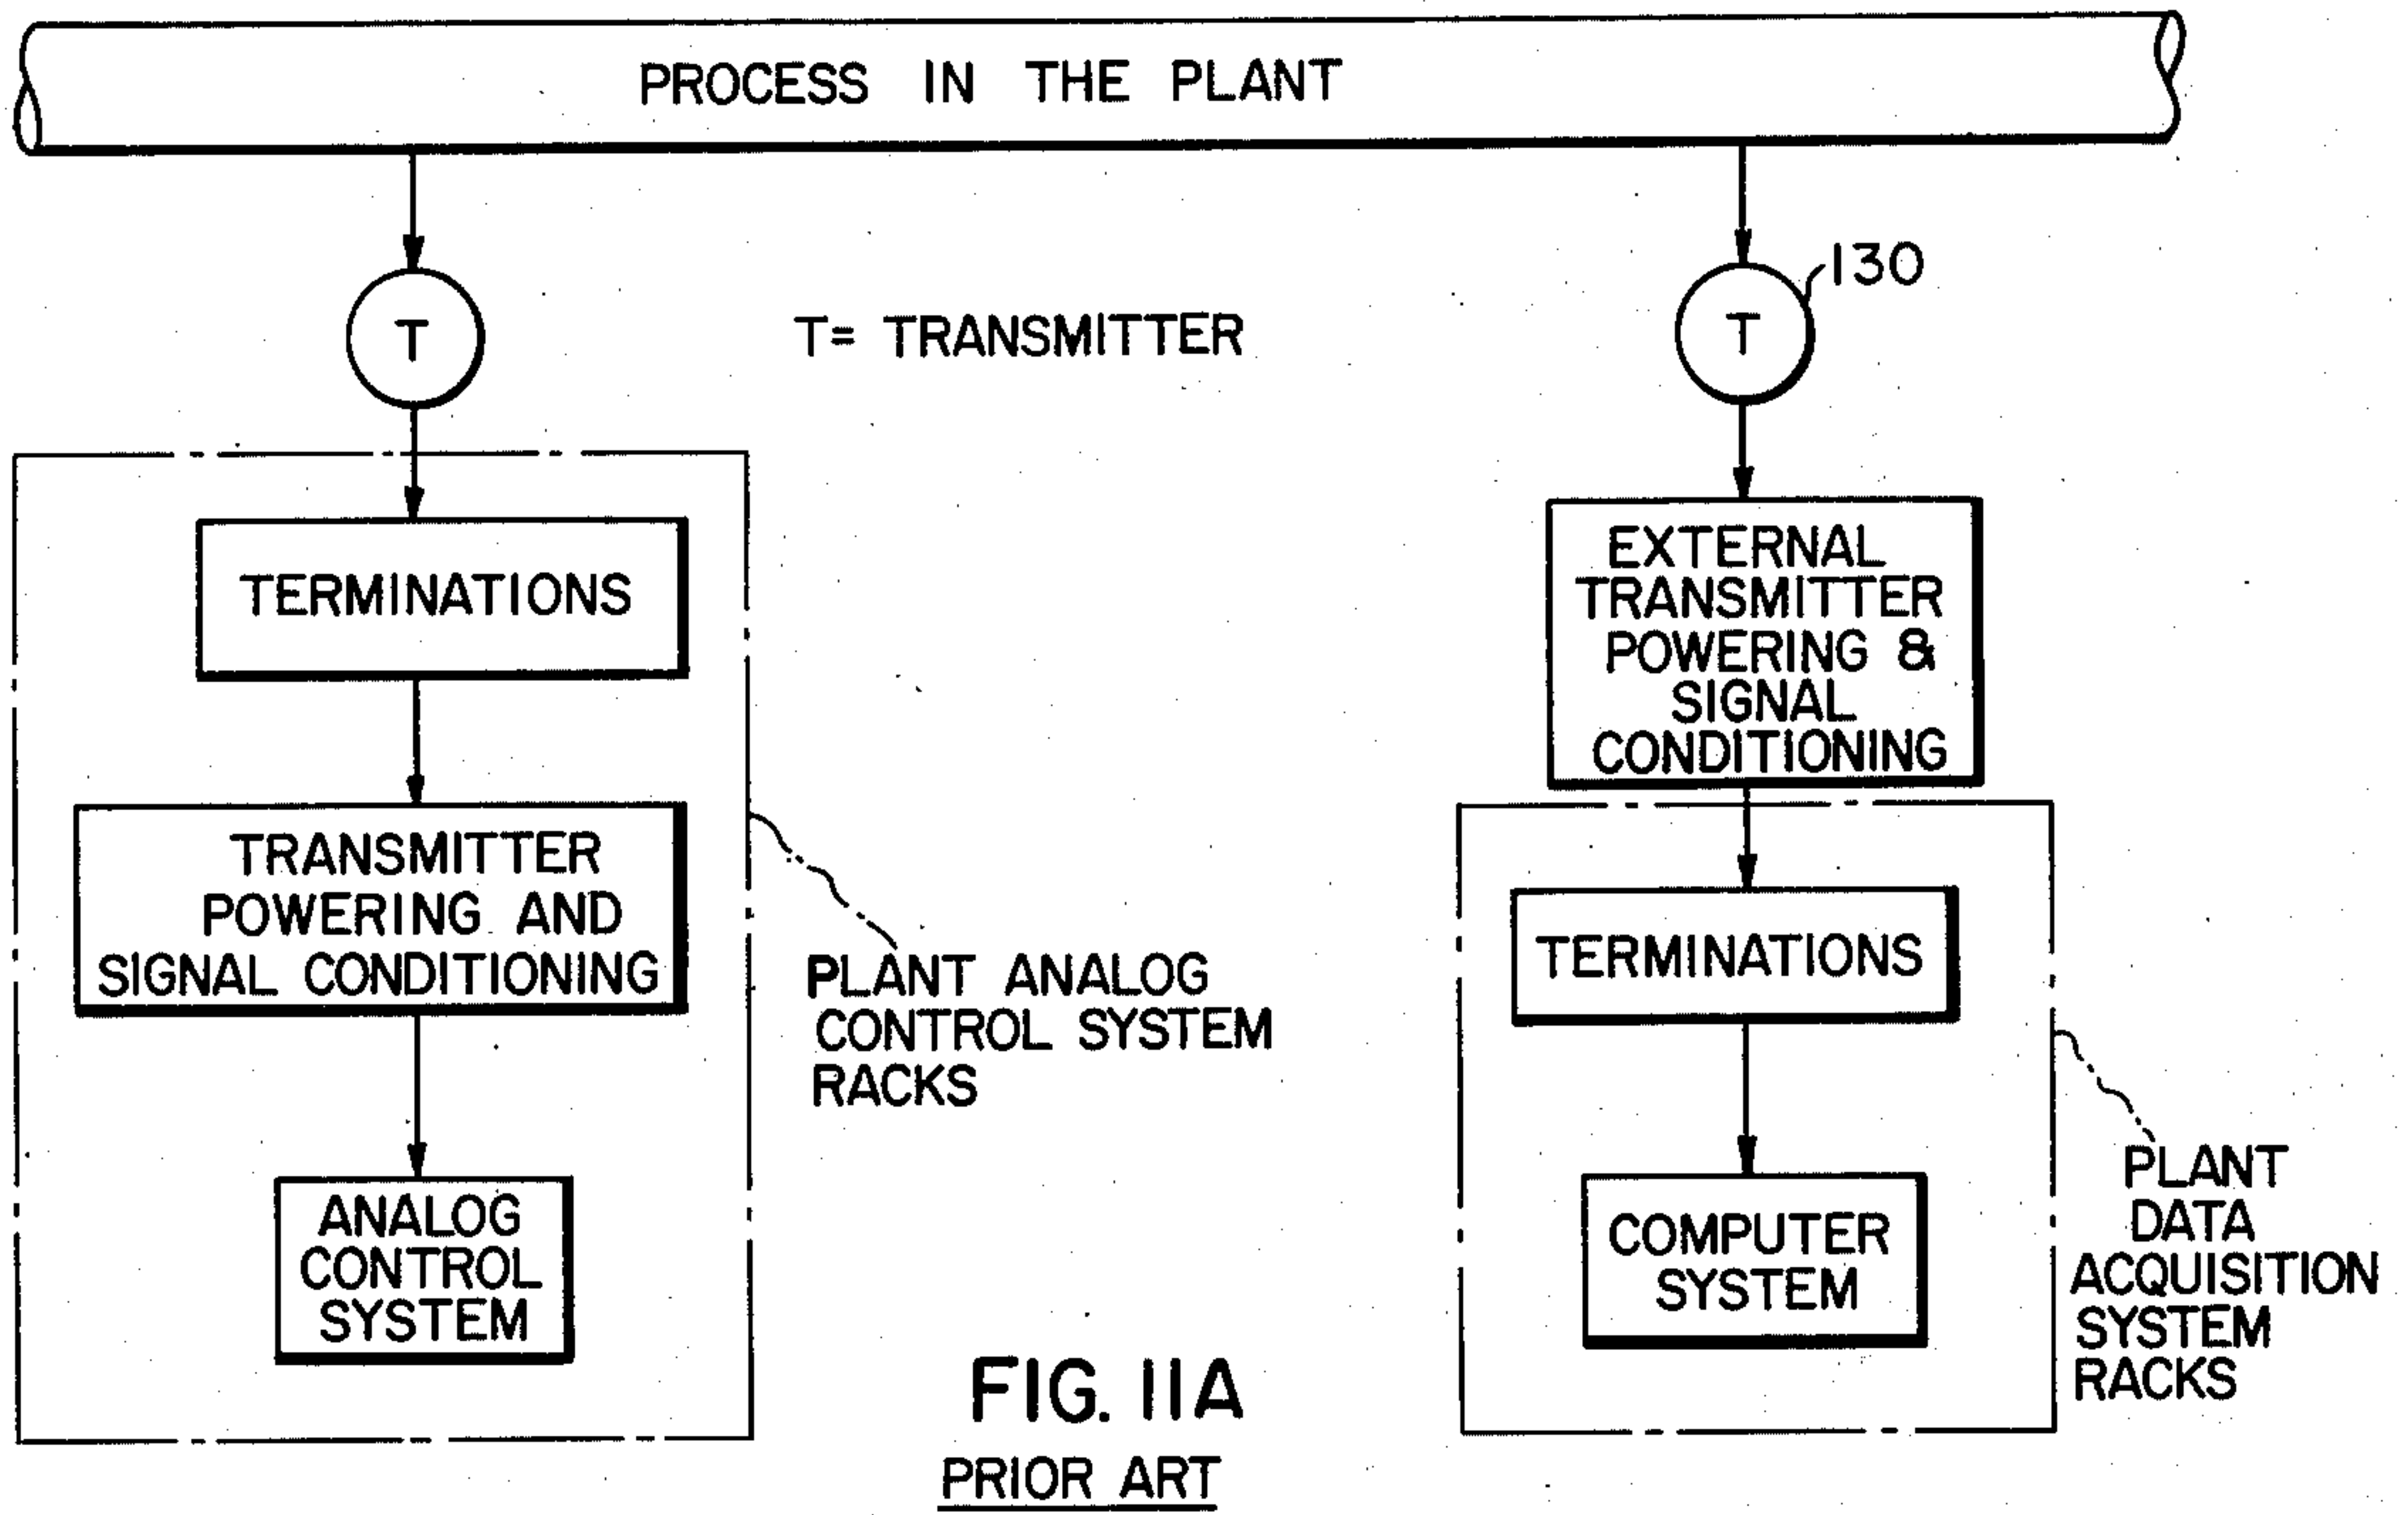 PROCESS IN THE PLANT
T
T= TRANSMITTER
T
130
TERMINATIONS
TRANSMITTER
POWERING AND
SIGNAL CONDITIONING
ANALOG
CONTROL
SYSTEM
PLANT ANALOG
CONTROL SYSTEM
RACKS
EXTERNAL
TRANSMITTER
POWERING &
SIGNAL
CONDITIONING
TERMINATIONS
COMPUTER
SYSTEM
PLANT
DATA
ACQUISITION
SYSTEM
RACKS
FIG. 11A
PRIOR ART